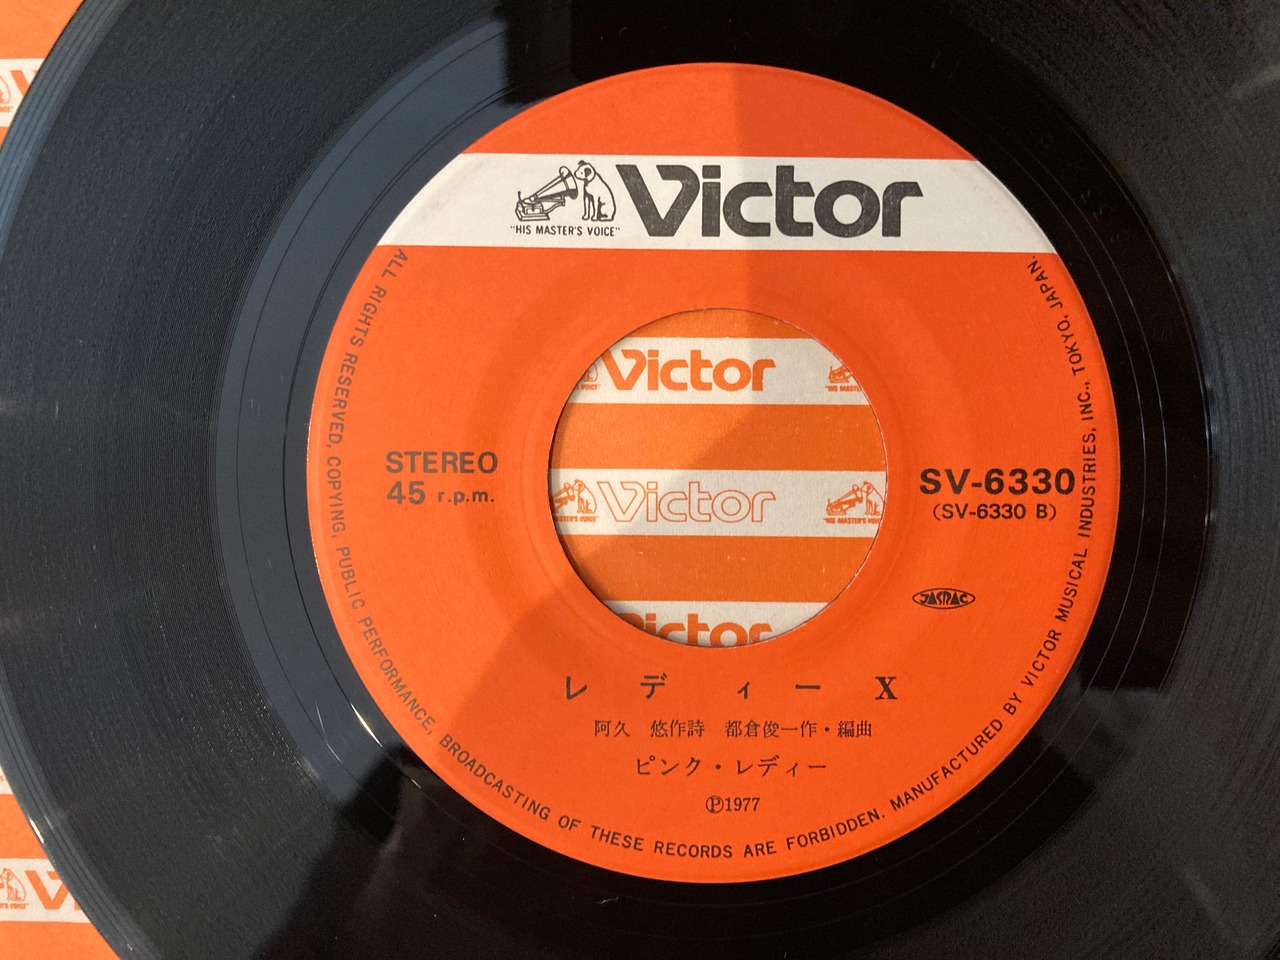 "HIS MASTER'S VOICE" Victor
ALL RIGHTS RESERVED, COPYING, PUBLIC PERFORMANCE, BROADCASTING OF THESE RECORDS ARE FORBIDDEN. MANUFACTURED BY VICTOR MUSICAL INDUSTRIES, INC., TOKYO, JAPAN.
Victor
Victor
Victor
STEREO
45 r.p.m.
SV-6330
(SV-6330 B)
JASRAC
レディーX
阿久 悠作詩 都倉俊一作・編曲
ピンク・レディー
Ⓟ1977